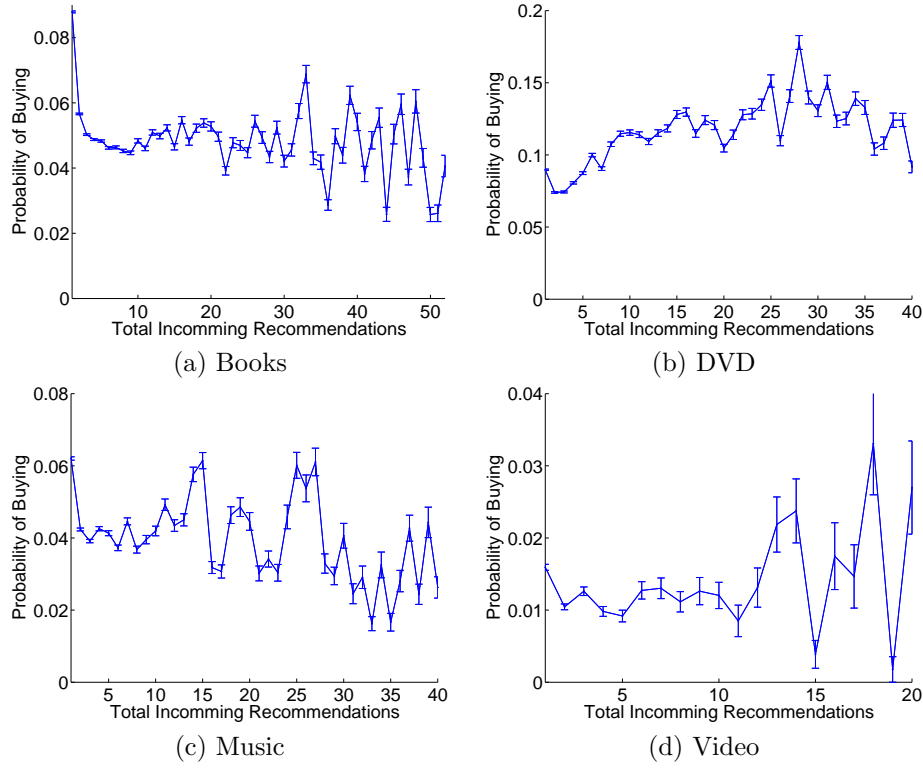 0.08
0.06
0.04
0.02
0
Probability of Buying
10 20 30 40 50
Total Incomming Recommendations
(a) Books
0.2
0.15
0.1
0.05
0
Probability of Buying
5 10 15 20 25 30 35 40
Total Incomming Recommendations
(b) DVD
0.08
0.06
0.04
0.02
0
Probability of Buying
5 10 15 20 25 30 35 40
Total Incomming Recommendations
(c) Music
0.04
0.03
0.02
0.01
0
Probability of Buying
5 10 15 20
Total Incomming Recommendations
(d) Video